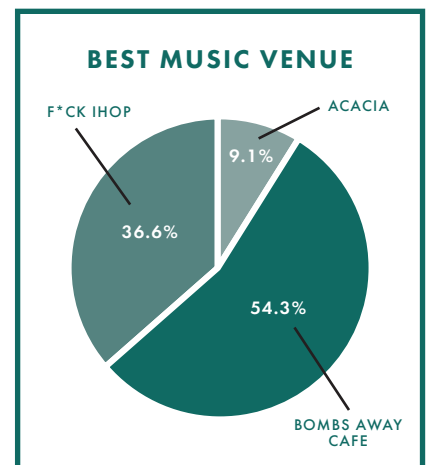 BEST MUSIC VENUE
F*CK IHOP
ACACIA
9.1%
36.6%
54.3%
BOMBS AWAY
CAFE